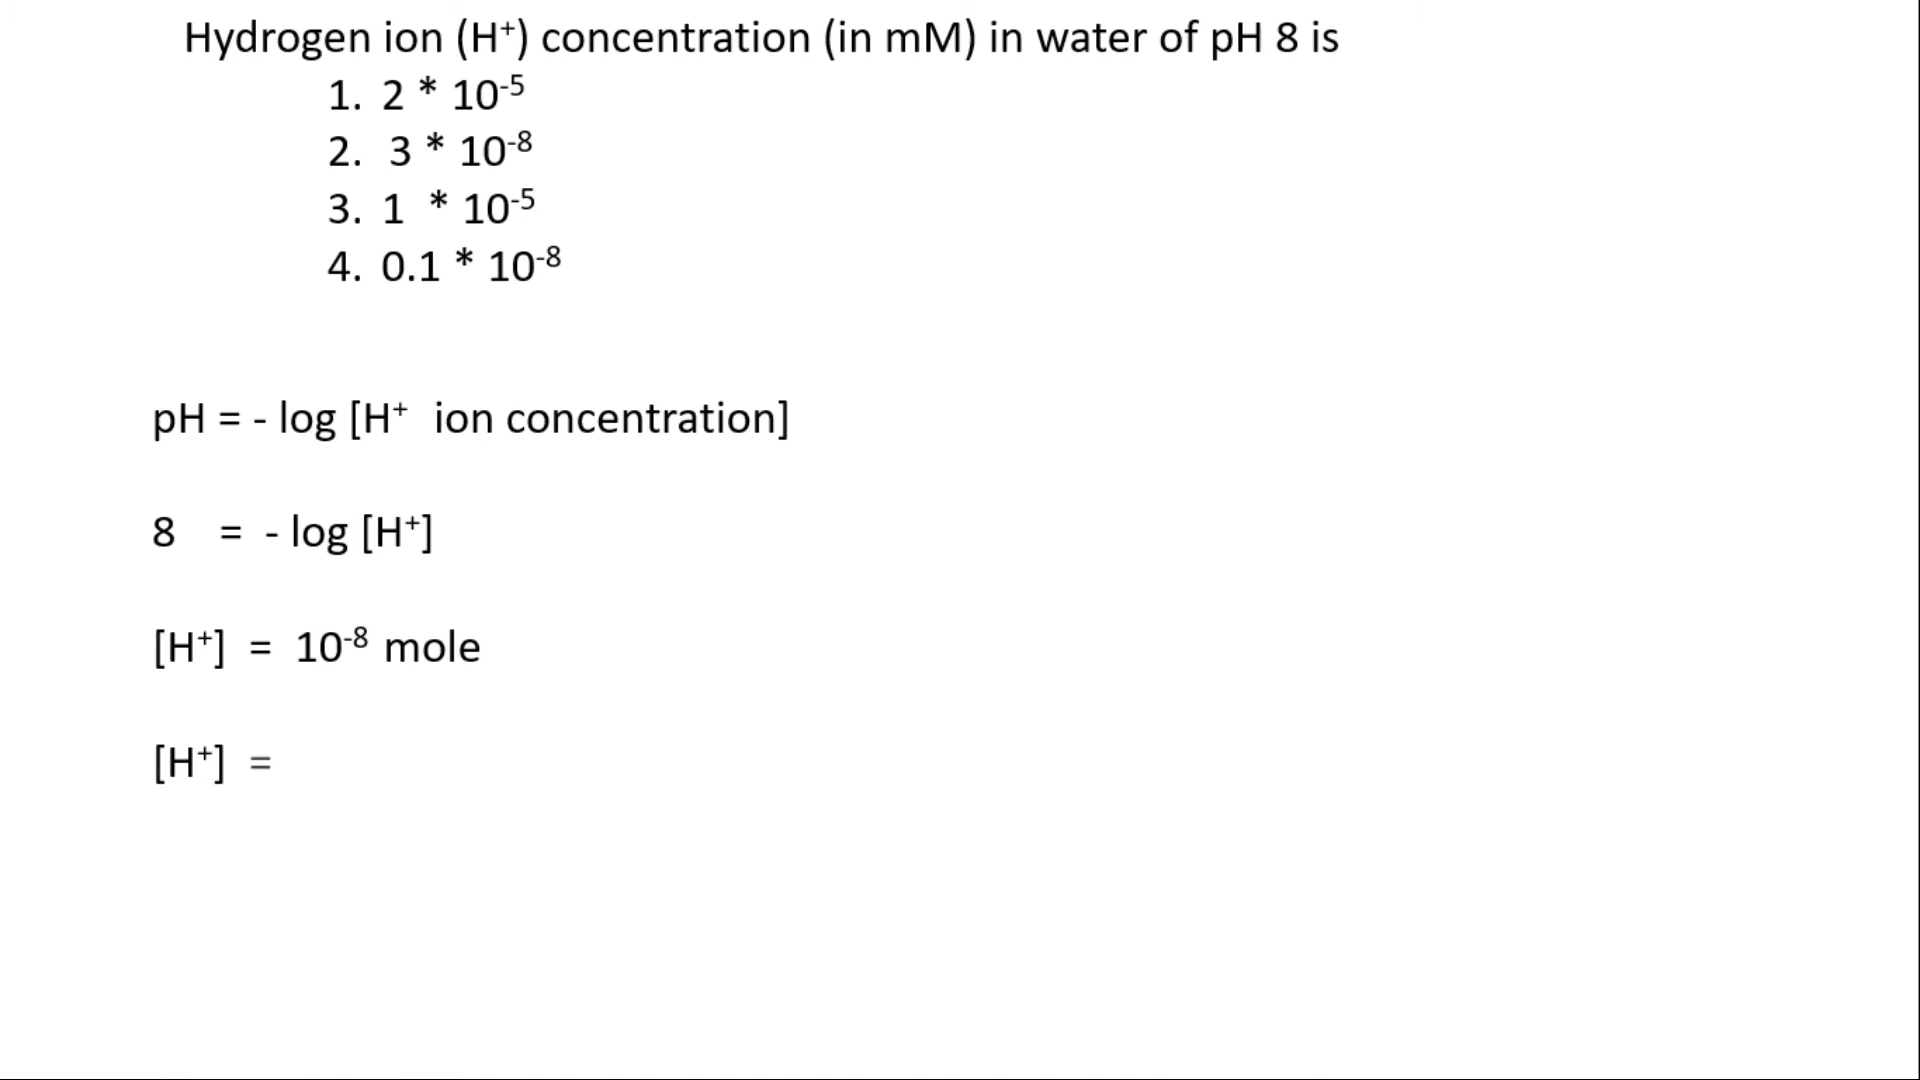 Hydrogen ion (H⁺) concentration (in mM) in water of pH 8 is
1. 2 * 10⁻⁵
2. 3 * 10⁻⁸
3. 1 * 10⁻⁵
4. 0.1 * 10⁻⁸
pH = - log [H⁺ ion concentration]
8 = - log [H⁺]
[H⁺] = 10⁻⁸ mole
[H⁺] =